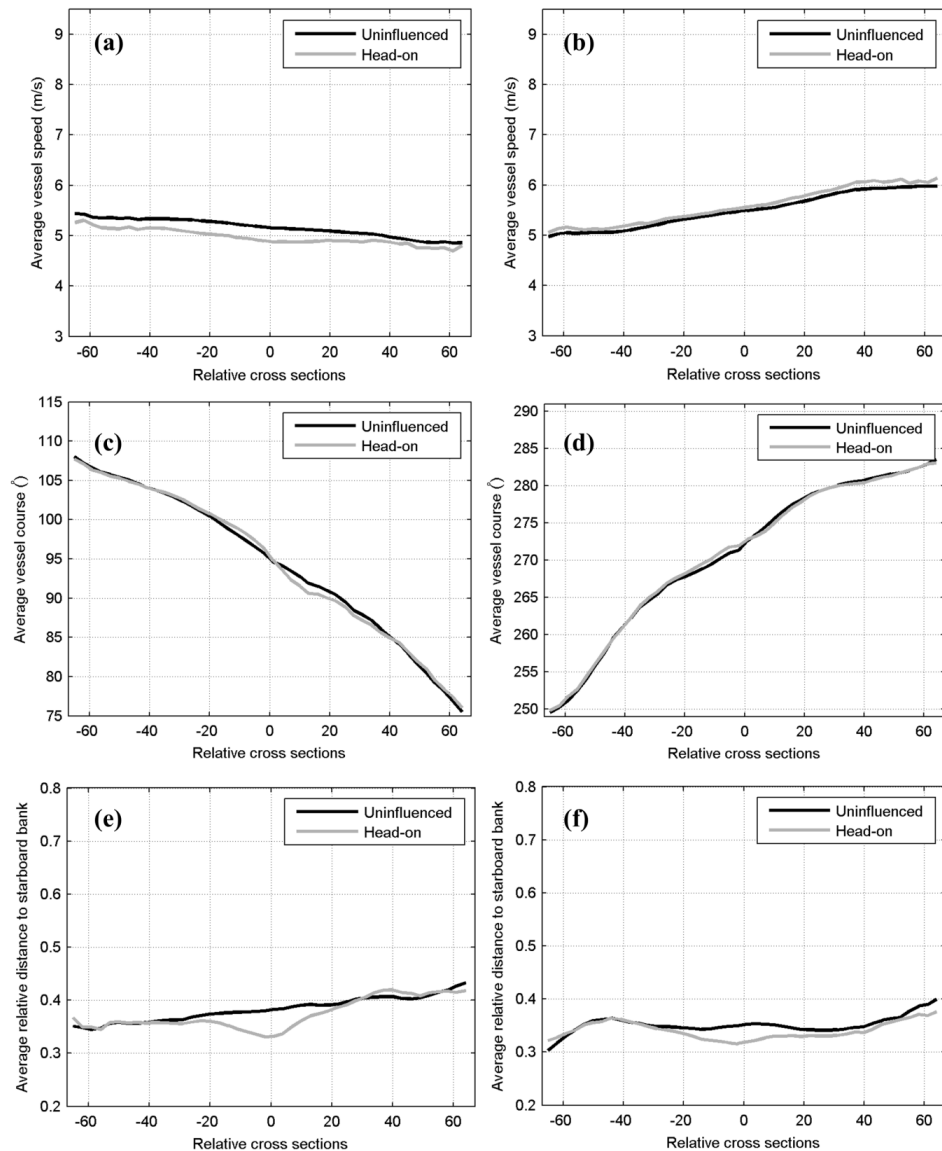 (a)
Uninfluenced
Head-on
9
8
7
6
5
4
3
Average vessel speed (m/s)
-60 -40 -20 0 20 40 60
Relative cross sections
(b)
Uninfluenced
Head-on
9
8
7
6
5
4
3
Average vessel speed (m/s)
-60 -40 -20 0 20 40 60
Relative cross sections
(c)
Uninfluenced
Head-on
115
110
105
100
95
90
85
80
75
Average vessel course (°)
-60 -40 -20 0 20 40 60
Relative cross sections
(d)
Uninfluenced
Head-on
290
285
280
275
270
265
260
255
250
Average vessel course (°)
-60 -40 -20 0 20 40 60
Relative cross sections
(e)
Uninfluenced
Head-on
0.8
0.7
0.6
0.5
0.4
0.3
0.2
Average relative distance to starboard bank
-60 -40 -20 0 20 40 60
Relative cross sections
(f)
Uninfluenced
Head-on
0.8
0.7
0.6
0.5
0.4
0.3
0.2
Average relative distance to starboard bank
-60 -40 -20 0 20 40 60
Relative cross sections